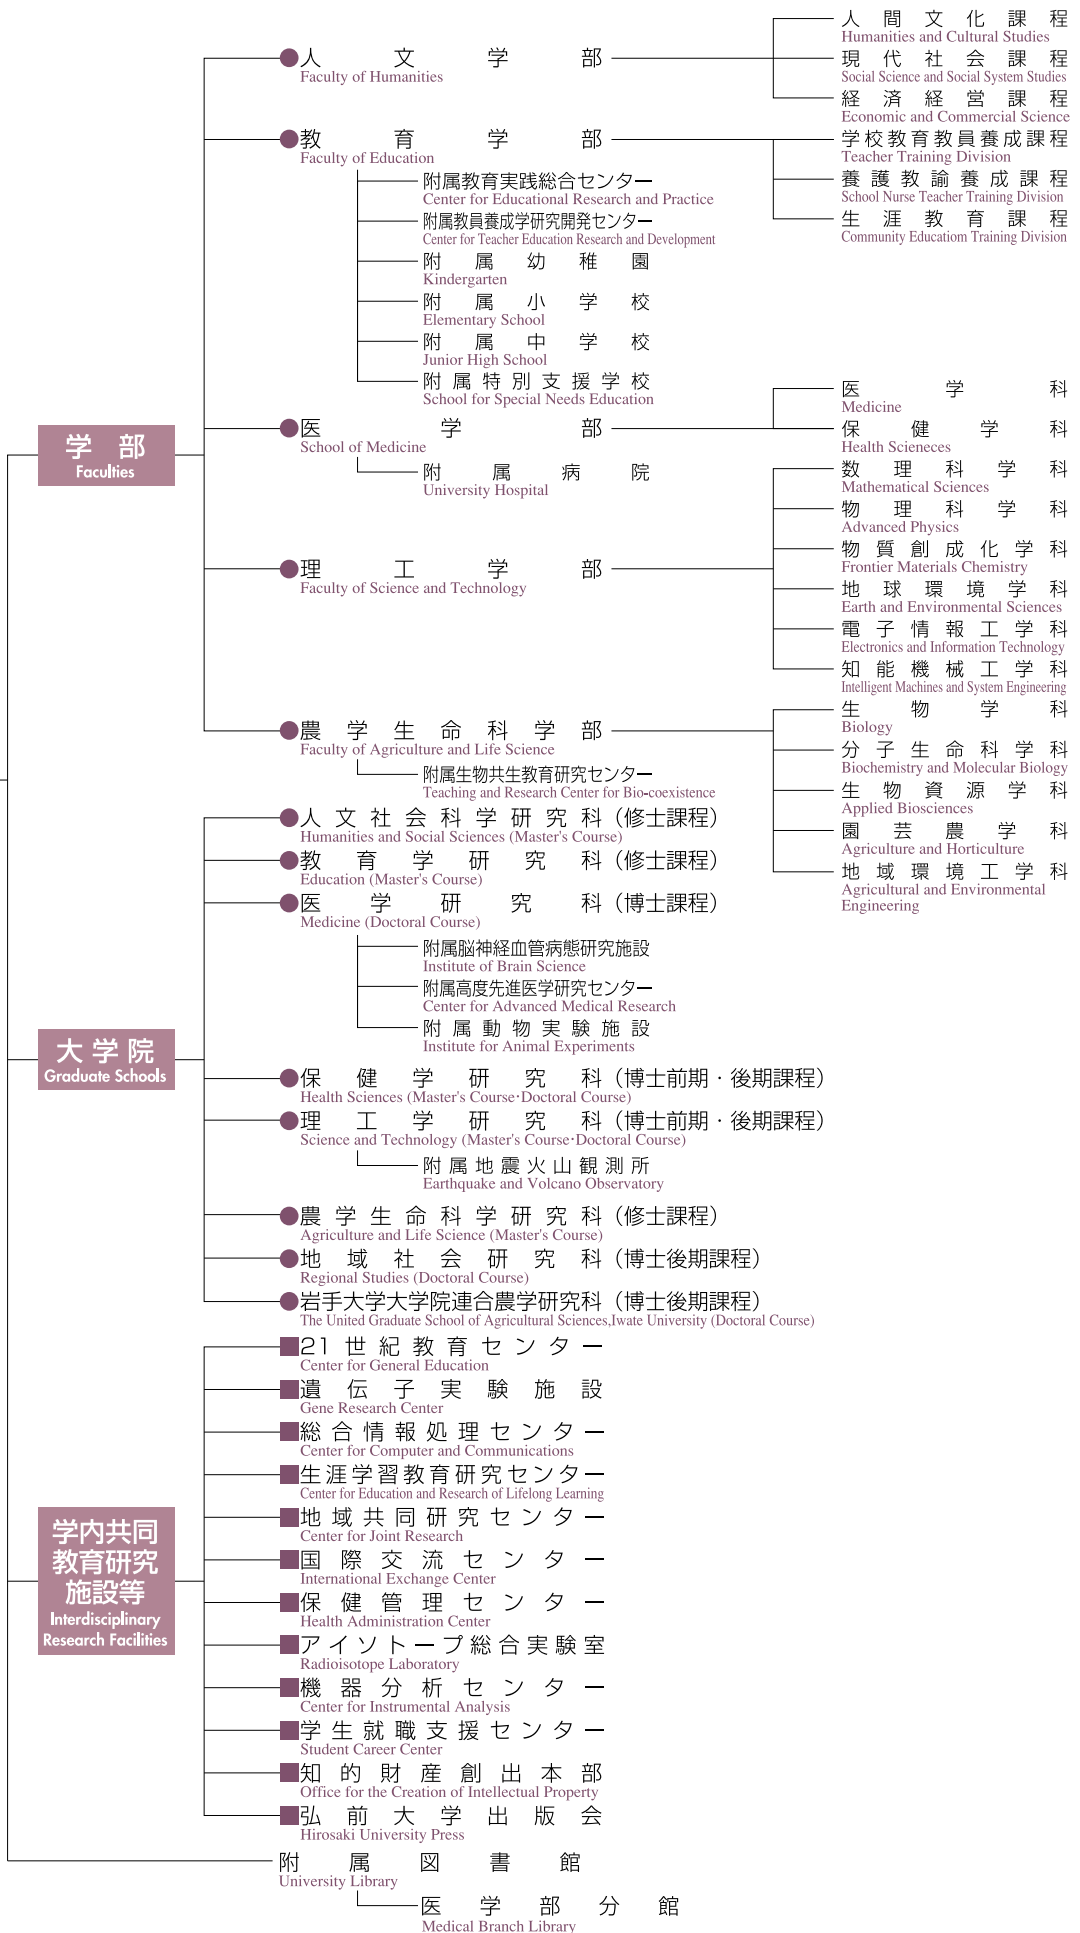 学部
Faculties
人文学部
Faculty of Humanities
人間文化課程
Humanities and Cultural Studies
現代社会課程
Social Science and Social System Studies
経済経営課程
Economic and Commercial Science
教育学部
Faculty of Education
学校教育教員養成課程
Teacher Training Division
養護教諭養成課程
School Nurse Teacher Training Division
生涯教育課程
Community Educatiom Training Division
附属教育実践総合センター
Center for Educational Research and Practice
附属教員養成学研究開発センター
Center for Teacher Education Research and Development
附属幼稚園
Kindergarten
附属小学校
Elementary School
附属中学校
Junior High School
附属特別支援学校
School for Special Needs Education
医学部
School of Medicine
医学科
Medicine
保健学科
Health Scieneces
附属病院
University Hospital
理工学部
Faculty of Science and Technology
数理科学科
Mathematical Sciences
物理科学科
Advanced Physics
物質創成化学科
Frontier Materials Chemistry
地球環境学科
Earth and Environmental Sciences
電子情報工学科
Electronics and Information Technology
知能機械工学科
Intelligent Machines and System Engineering
農学生命科学部
Faculty of Agriculture and Life Science
生物学科
Biology
分子生命科学科
Biochemistry and Molecular Biology
生物資源学科
Applied Biosciences
園芸農学科
Agriculture and Horticulture
地域環境工学科
Agricultural and Environmental
Engineering
附属生物共生教育研究センター
Teaching and Research Center for Bio-coexistence
大学院
Graduate Schools
人文社会科学研究科（修士課程）
Humanities and Social Sciences (Master's Course)
教育学研究科（修士課程）
Education (Master's Course)
医学研究科（博士課程）
Medicine (Doctoral Course)
附属脳神経血管病態研究施設
Institute of Brain Science
附属高度先進医学研究センター
Center for Advanced Medical Research
附属動物実験施設
Institute for Animal Experiments
保健学研究科（博士前期・後期課程）
Health Sciences (Master's Course·Doctoral Course)
理工学研究科（博士前期・後期課程）
Science and Technology (Master's Course·Doctoral Course)
附属地震火山観測所
Earthquake and Volcano Observatory
農学生命科学研究科（修士課程）
Agriculture and Life Science (Master's Course)
地域社会研究科（博士後期課程）
Regional Studies (Doctoral Course)
岩手大学大学院連合農学研究科（博士後期課程）
The United Graduate School of Agricultural Sciences,Iwate University (Doctoral Course)
学内共同
教育研究
施設等
Interdisciplinary
Research Facilities
21世紀教育センター
Center for General Education
遺伝子実験施設
Gene Research Center
総合情報処理センター
Center for Computer and Communications
生涯学習教育研究センター
Center for Education and Research of Lifelong Learning
地域共同研究センター
Center for Joint Research
国際交流センター
International Exchange Center
保健管理センター
Health Administration Center
アイソトープ総合実験室
Radioisotope Laboratory
機器分析センター
Center for Instrumental Analysis
学生就職支援センター
Student Career Center
知的財産創出本部
Office for the Creation of Intellectual Property
弘前大学出版会
Hirosaki University Press
附属図書館
University Library
医学部分館
Medical Branch Library